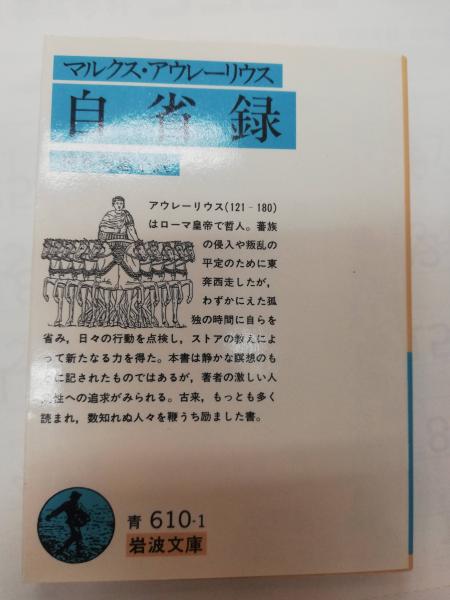 マルクス・アウレーリウス
自省録
アウレーリウス(121‐180)
はローマ皇帝で哲人。蕃族
の侵入や叛乱の
平定のために東
奔西走したが,
わずかにえた孤
独の時間に自らを
省み,日々の行動を点検し,ストアの教えによ
って新たなる力を得た。本書は静かな瞑想のも
とに記されたものではあるが,著者の激しい人
間性への追求がみられる。古来,もっとも多く
読まれ,数知れぬ人々を鞭うち励ました書。
青 610-1
岩波文庫